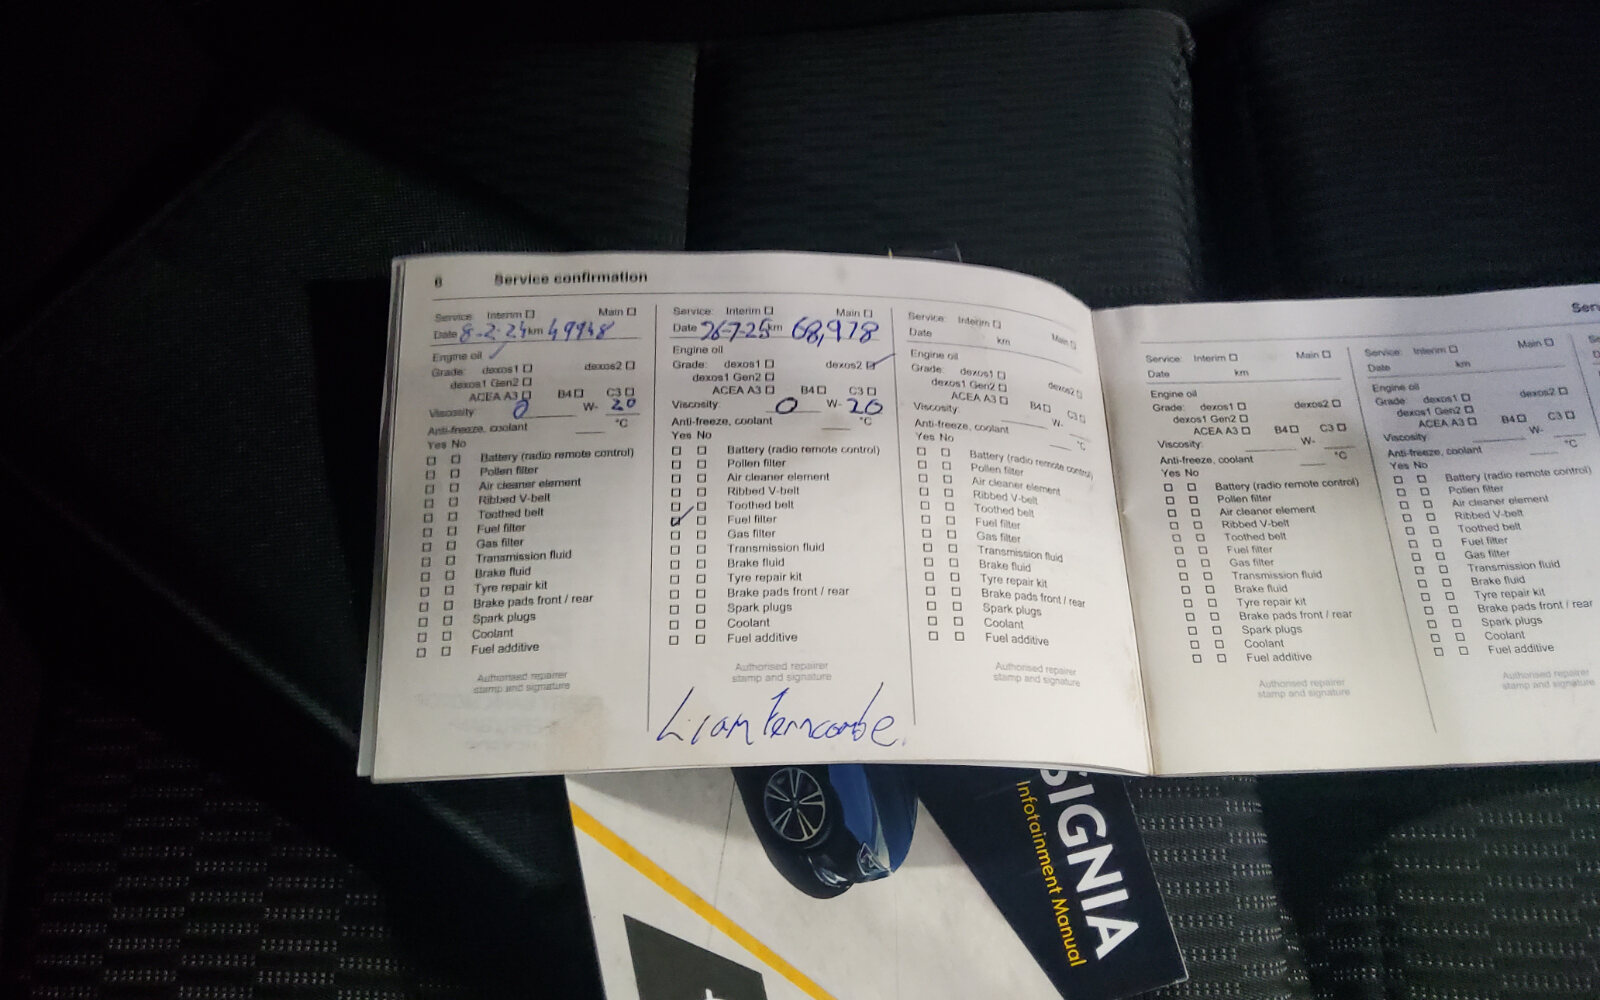 6 Service confirmation
Service: Interim Main
Date 8-2-24 km 49948
Engine oil
Grade: dexos1 dexos2
dexos1 Gen2
ACEA A3 B4 C3
Viscosity: 0 W- 20
Anti-freeze, coolant °C
Yes No
Battery (radio remote control)
Pollen filter
Air cleaner element
Ribbed V-belt
Toothed belt
Fuel filter
Gas filter
Transmission fluid
Brake fluid
Tyre repair kit
Brake pads front / rear
Spark plugs
Coolant
Fuel additive
Authorised repairer
stamp and signature
Service: Interim Main
Date 26-7-25 km 68,978
Engine oil
Grade: dexos1 dexos2
dexos1 Gen2
ACEA A3 B4 C3
Viscosity: 0 W- 20
Anti-freeze, coolant °C
Yes No
Battery (radio remote control)
Pollen filter
Air cleaner element
Ribbed V-belt
Toothed belt
Fuel filter
Gas filter
Transmission fluid
Brake fluid
Tyre repair kit
Brake pads front / rear
Spark plugs
Coolant
Fuel additive
Authorised repairer
stamp and signature
Liam Ferncombe.
Service: Interim Main
Date km
Engine oil
Grade: dexos1 dexos2
dexos1 Gen2
ACEA A3 B4 C3
Viscosity: W-
Anti-freeze, coolant °C
Yes No
Battery (radio remote control)
Pollen filter
Air cleaner element
Ribbed V-belt
Toothed belt
Fuel filter
Gas filter
Transmission fluid
Brake fluid
Tyre repair kit
Brake pads front / rear
Spark plugs
Coolant
Fuel additive
Authorised repairer
stamp and signature
Service: Interim Main
Date km
Engine oil
Grade: dexos1 dexos2
dexos1 Gen2
ACEA A3 B4 C3
Viscosity: W-
Anti-freeze, coolant °C
Yes No
Battery (radio remote control)
Pollen filter
Air cleaner element
Ribbed V-belt
Toothed belt
Fuel filter
Gas filter
Transmission fluid
Brake fluid
Tyre repair kit
Brake pads front / rear
Spark plugs
Coolant
Fuel additive
Authorised repairer
stamp and signature
Service: Interim Main
Date km
Engine oil
Grade: dexos1 dexos2
dexos1 Gen2
ACEA A3 B4 C3
Viscosity: W-
Anti-freeze, coolant °C
Yes No
Battery (radio remote control)
Pollen filter
Air cleaner element
Ribbed V-belt
Toothed belt
Fuel filter
Gas filter
Transmission fluid
Brake fluid
Tyre repair kit
Brake pads front / rear
Spark plugs
Coolant
Fuel additive
Authorised repairer
stamp and signature
SIGNIA
Infotainment Manual